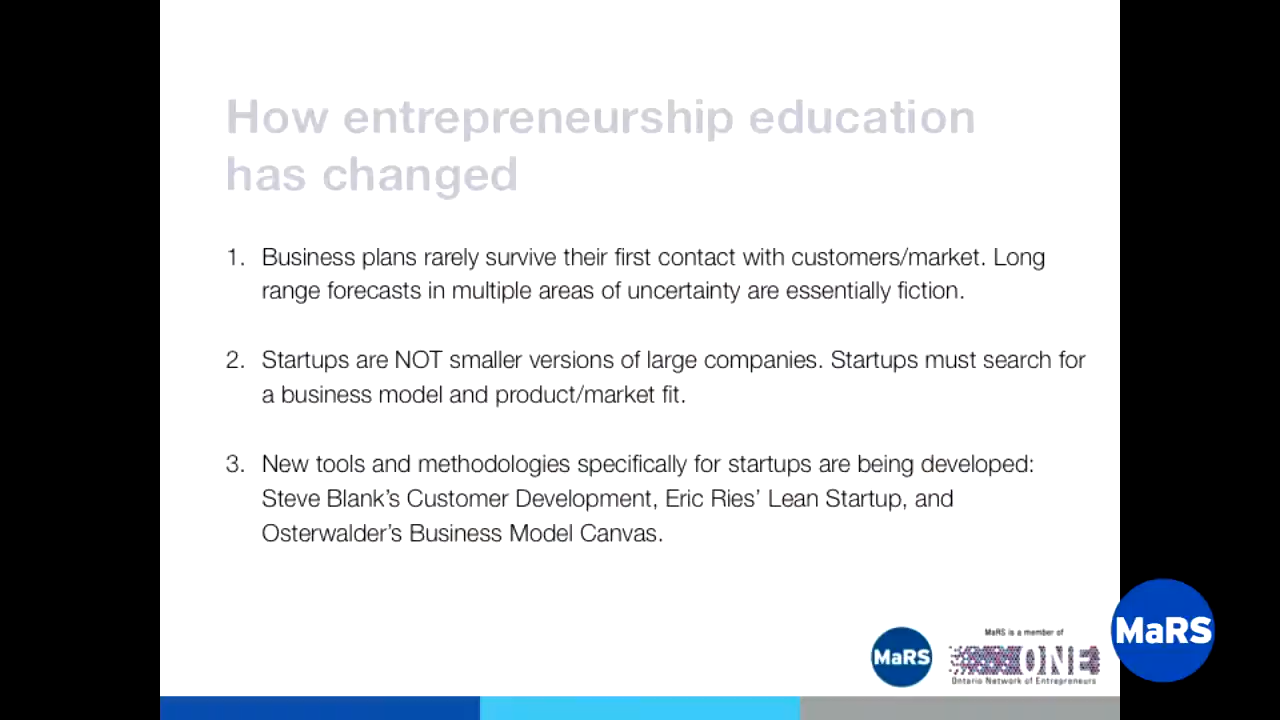 How entrepreneurship education
has changed
1. Business plans rarely survive their first contact with customers/market. Long
range forecasts in multiple areas of uncertainty are essentially fiction.
2. Startups are NOT smaller versions of large companies. Startups must search for
a business model and product/market fit.
3. New tools and methodologies specifically for startups are being developed:
Steve Blank’s Customer Development, Eric Ries’ Lean Startup, and
Osterwalder’s Business Model Canvas.
MaRS is a member of
MaRS
ONE
Ontario Network of Entrepreneurs
MaRS